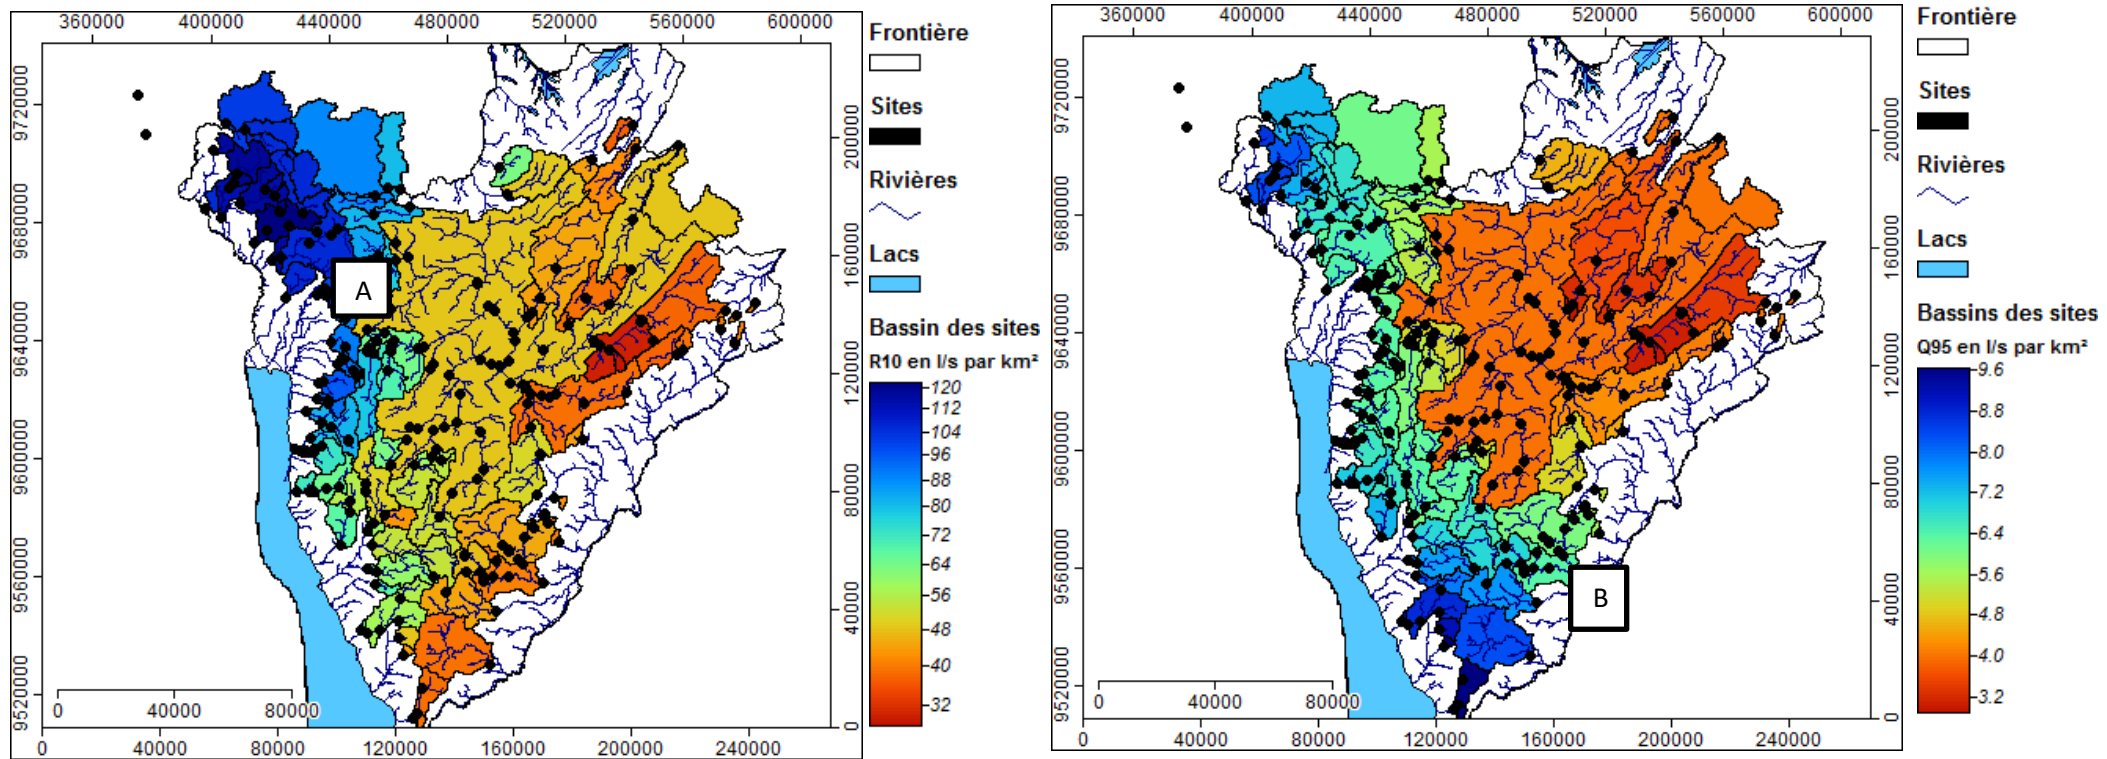 360000 400000 440000 480000 520000 560000 600000
9720000
9680000
9640000
9600000
9560000
9520000
200000
160000
120000
80000
40000
0
A
0 40000 80000
0 40000 80000 120000 160000 200000 240000
Frontière
Sites
Rivières
Lacs
Bassin des sites
R10 en l/s par km²
120
112
104
96
88
80
72
64
56
48
40
32
360000 400000 440000 480000 520000 560000 600000
9720000
9680000
9640000
9600000
9560000
9520000
200000
160000
120000
80000
40000
0
B
0 40000 80000
0 40000 80000 120000 160000 200000 240000
Frontière
Sites
Rivières
Lacs
Bassins des sites
Q95 en l/s par km²
9.6
8.8
8.0
7.2
6.4
5.6
4.8
4.0
3.2